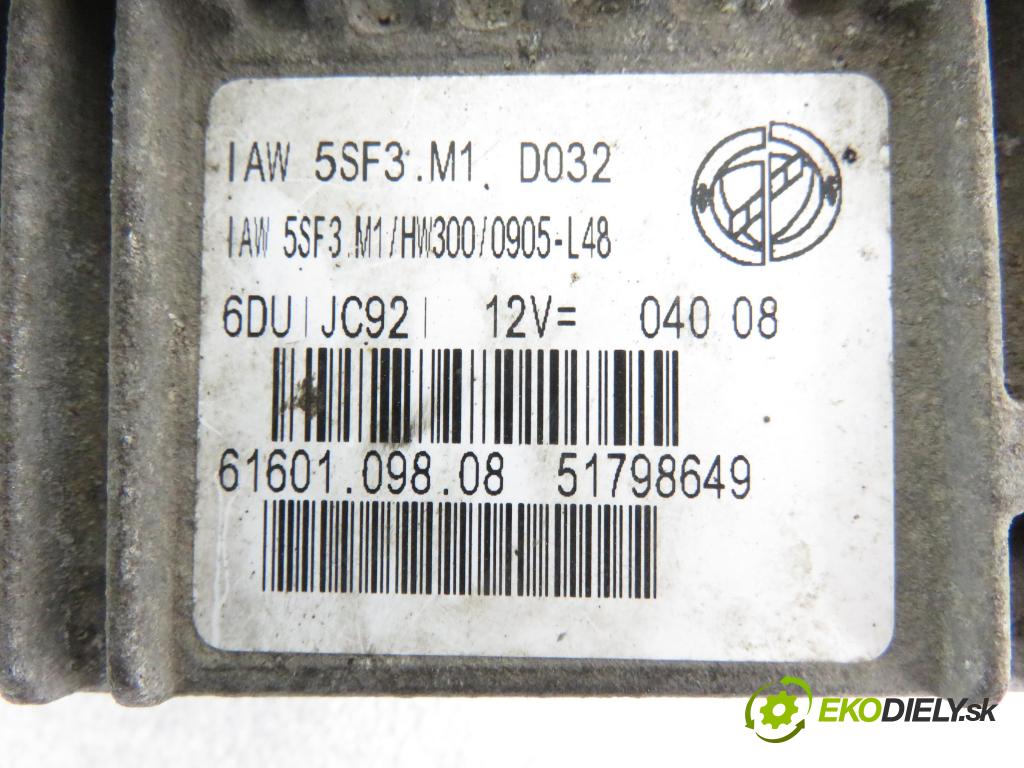 IAW 5SF3.M1 D032
IAW 5SF3.M1/HW300/0905-L48
6DU|JC92| 12V= 040 08
61601.098.08 51798649
EKODIELY.sk